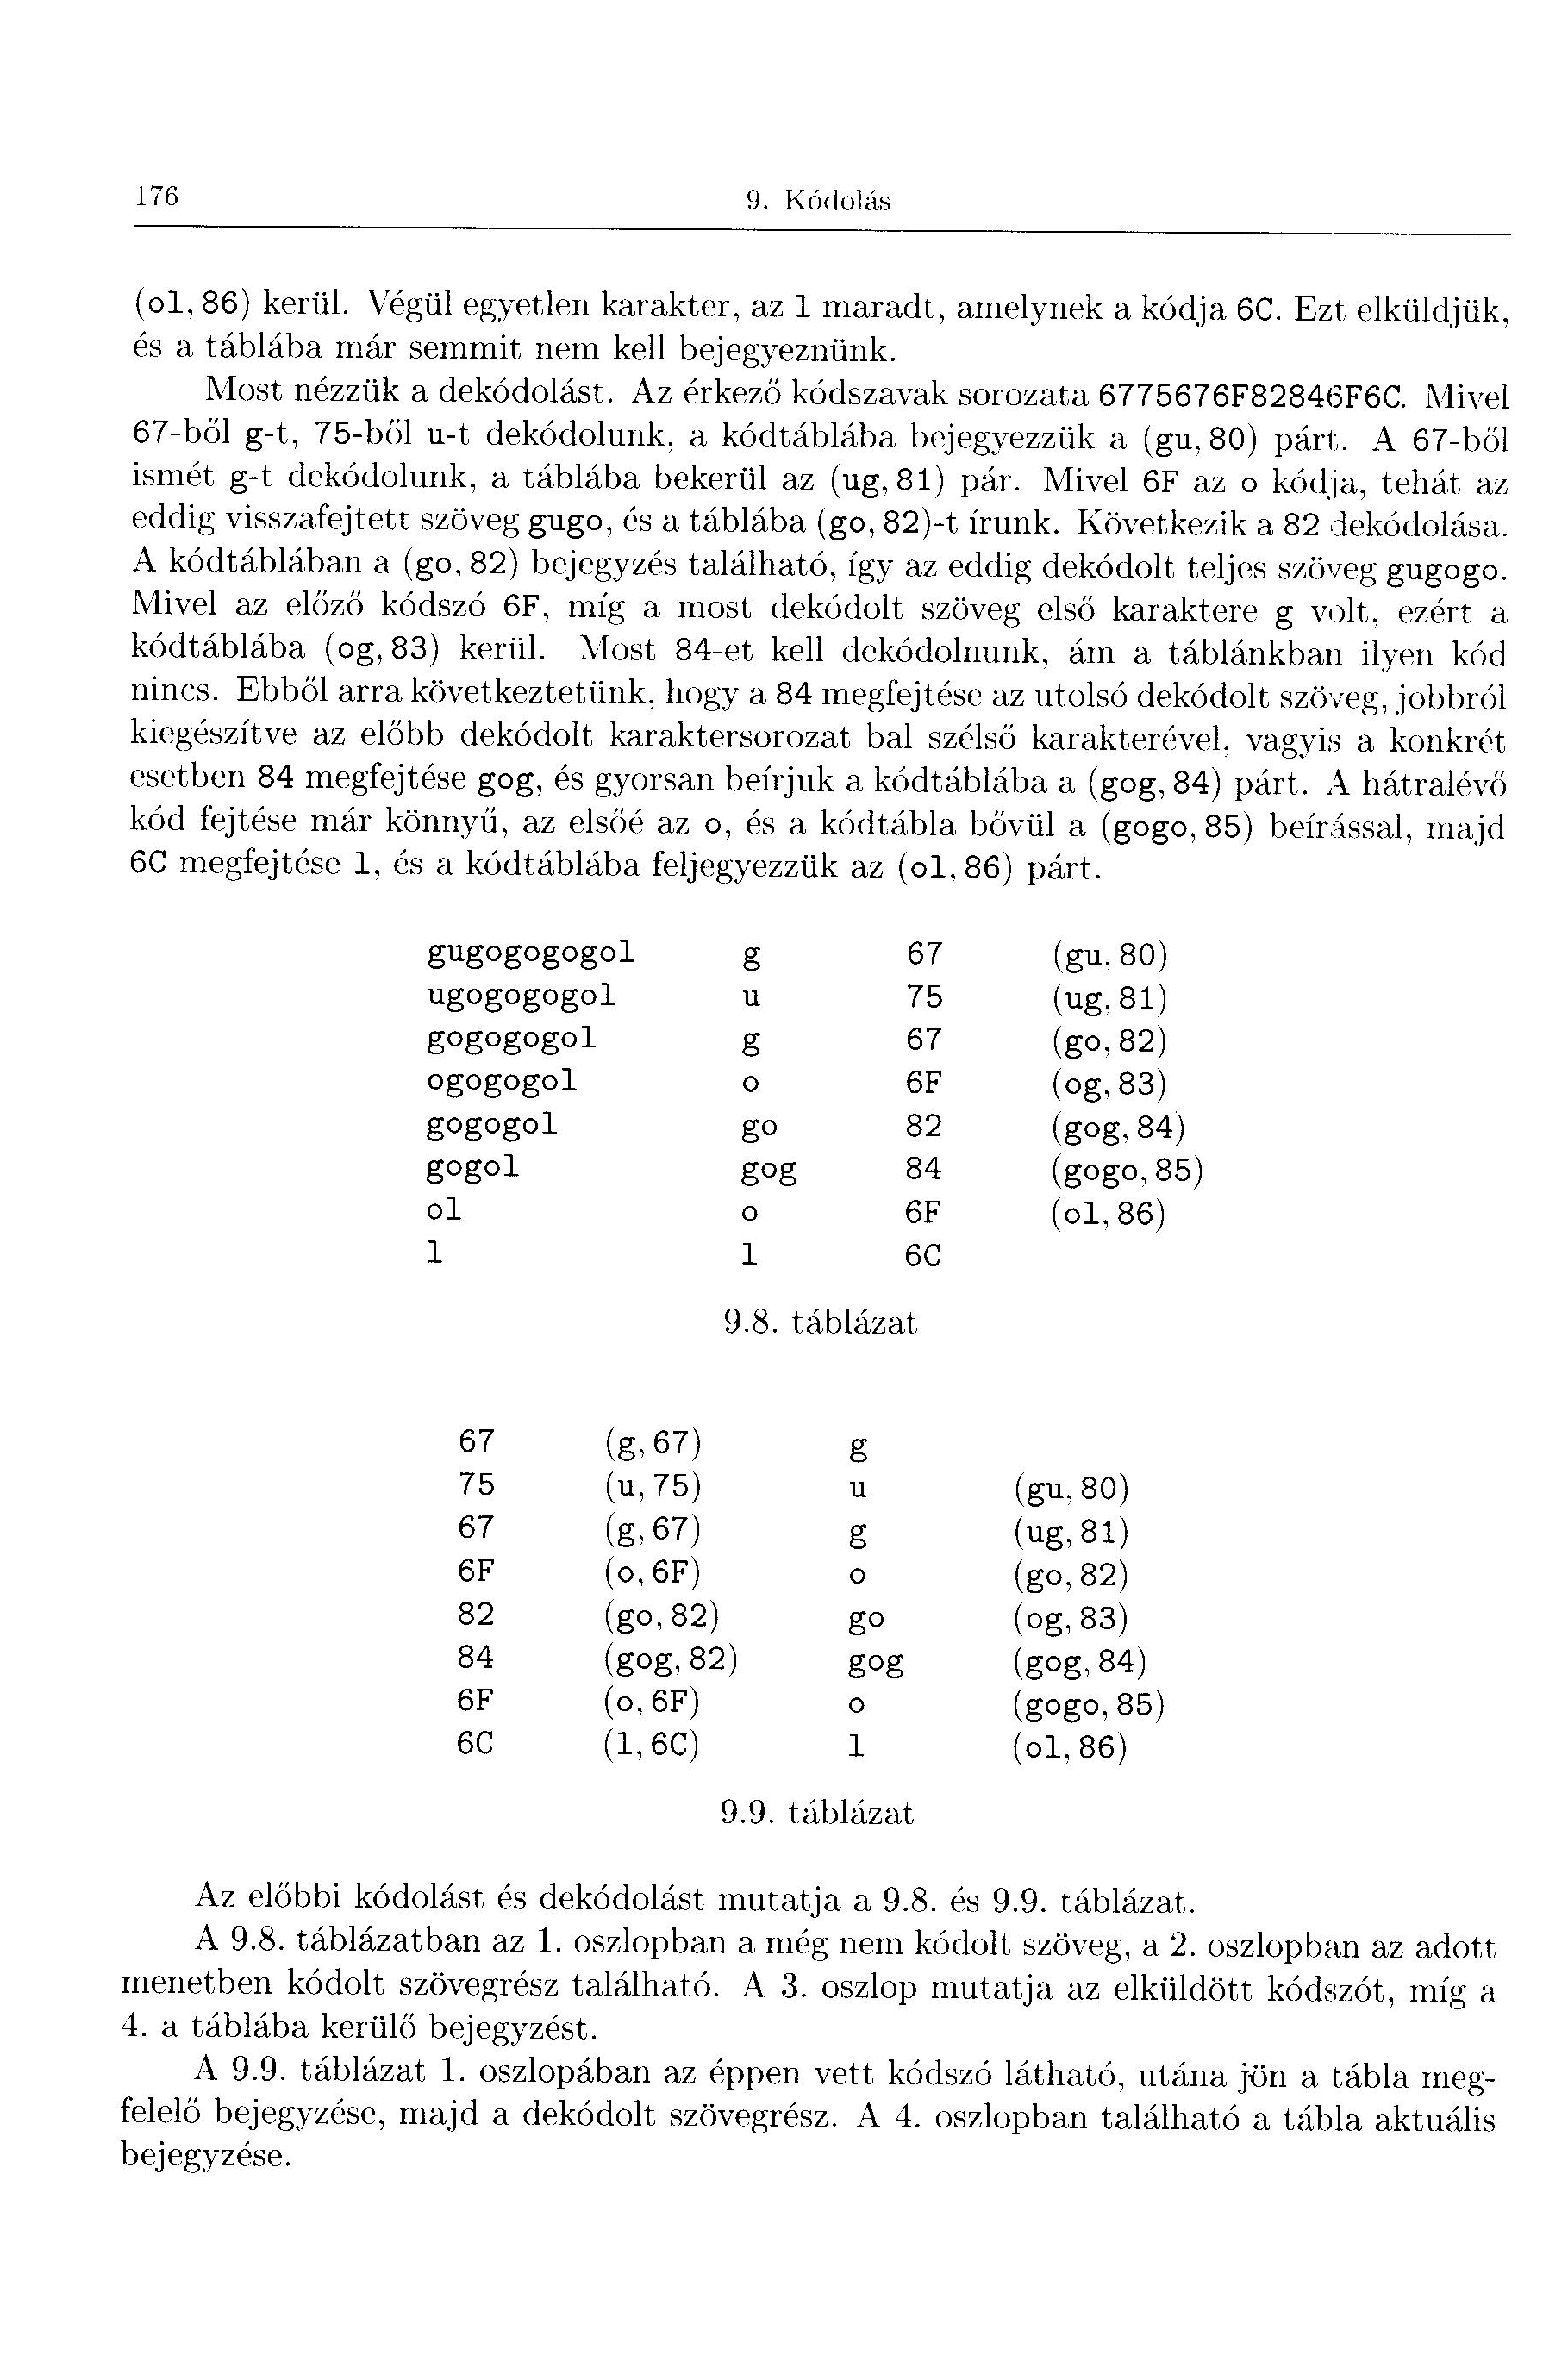 176 9. Kódolás
(ol, 86) kerül. Végül egyetlen karakter, az l maradt, amelynek a kódja 6C. Ezt elküldjük,
és a táblába már semmit nem kell bejegyeznünk.
Most nézzük a dekódolást. Az érkező kódszavak sorozata 6775676F82846F6C. Mivel
67-ből g-t, 75-ből u-t dekódolunk, a kódtáblába bejegyezzük a (gu, 80) párt. A 67-ből
ismét g-t dekódolunk, a táblába bekerül az (ug, 81) pár. Mivel 6F az o kódja, tehát az
eddig visszafejtett szöveg gugo, és a táblába (go, 82)-t írunk. Következik a 82 dekódolása.
A kódtáblában a (go, 82) bejegyzés található, így az eddig dekódolt teljes szöveg gugogo.
Mivel az előző kódszó 6F, míg a most dekódolt szöveg első karaktere g volt, ezért a
kódtáblába (og, 83) kerül. Most 84-et kell dekódolnunk, ám a táblánkban ilyen kód
nincs. Ebből arra következtetünk, hogy a 84 megfejtése az utolsó dekódolt szöveg, jobbról
kiegészítve az előbb dekódolt karaktersorozat bal szélső karakterével, vagyis a konkrét
esetben 84 megfejtése gog, és gyorsan beírjuk a kódtáblába a (gog, 84) párt. A hátralévő
kód fejtése már könnyű, az elsőé az o, és a kódtábla bővül a (gogo, 85) beírással, majd
6C megfejtése l, és a kódtáblába feljegyezzük az (ol, 86) párt.
gugogogogol g 67 (gu, 80)
ugogogogol u 75 (ug, 81)
gogogogol g 67 (go, 82)
ogogogol o 6F (og, 83)
gogogol go 82 (gog, 84)
gogol gog 84 (gogo, 85)
ol o 6F (ol, 86)
l l 6C
9.8. táblázat
67 (g, 67) g
75 (u, 75) u (gu, 80)
67 (g, 67) g (ug, 81)
6F (o, 6F) o (go, 82)
82 (go, 82) go (og, 83)
84 (gog, 82) gog (gog, 84)
6F (o, 6F) o (gogo, 85)
6C (l, 6C) l (ol, 86)
9.9. táblázat
Az előbbi kódolást és dekódolást mutatja a 9.8. és 9.9. táblázat.
A 9.8. táblázatban az 1. oszlopban a még nem kódolt szöveg, a 2. oszlopban az adott
menetben kódolt szövegrész található. A 3. oszlop mutatja az elküldött kódszót, míg a
4. a táblába kerülő bejegyzést.
A 9.9. táblázat 1. oszlopában az éppen vett kódszó látható, utána jön a tábla meg-
felelő bejegyzése, majd a dekódolt szövegrész. A 4. oszlopban található a tábla aktuális
bejegyzése.